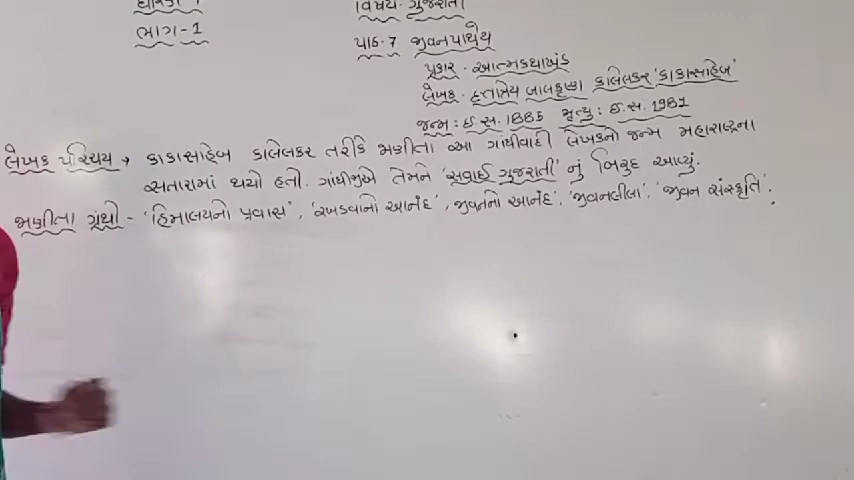 વિષય- ગુજરાતી
ભાગ-1
પાઠ-7 જીવનપાથેય
પ્રકાર - આત્મકથાખંડ
લેખક- દત્તાત્રેય બાલકૃષ્ણ કાલેલકર 'કાકાસાહેબ'
જન્મ : ઈ.સ. 1885 મૃત્યુ : ઈ.સ. 1981
લેખક પરિચય → કાકાસાહેબ કાલેલકર તરીકે જાણીતા આ ગાંધીવાદી લેખકનો જન્મ મહારાષ્ટ્રના
સતારામાં થયો હતો. ગાંધીજીએ તેમને 'સવાઈ ગુજરાતી' નું બિરુદ આપ્યું.
જાણીતા ગ્રંથો - 'હિમાલયનો પ્રવાસ', 'રખડવાનો આનંદ', જીવનનો આનંદ', 'જીવનલીલા', 'જીવન સંસ્કૃતિ'.